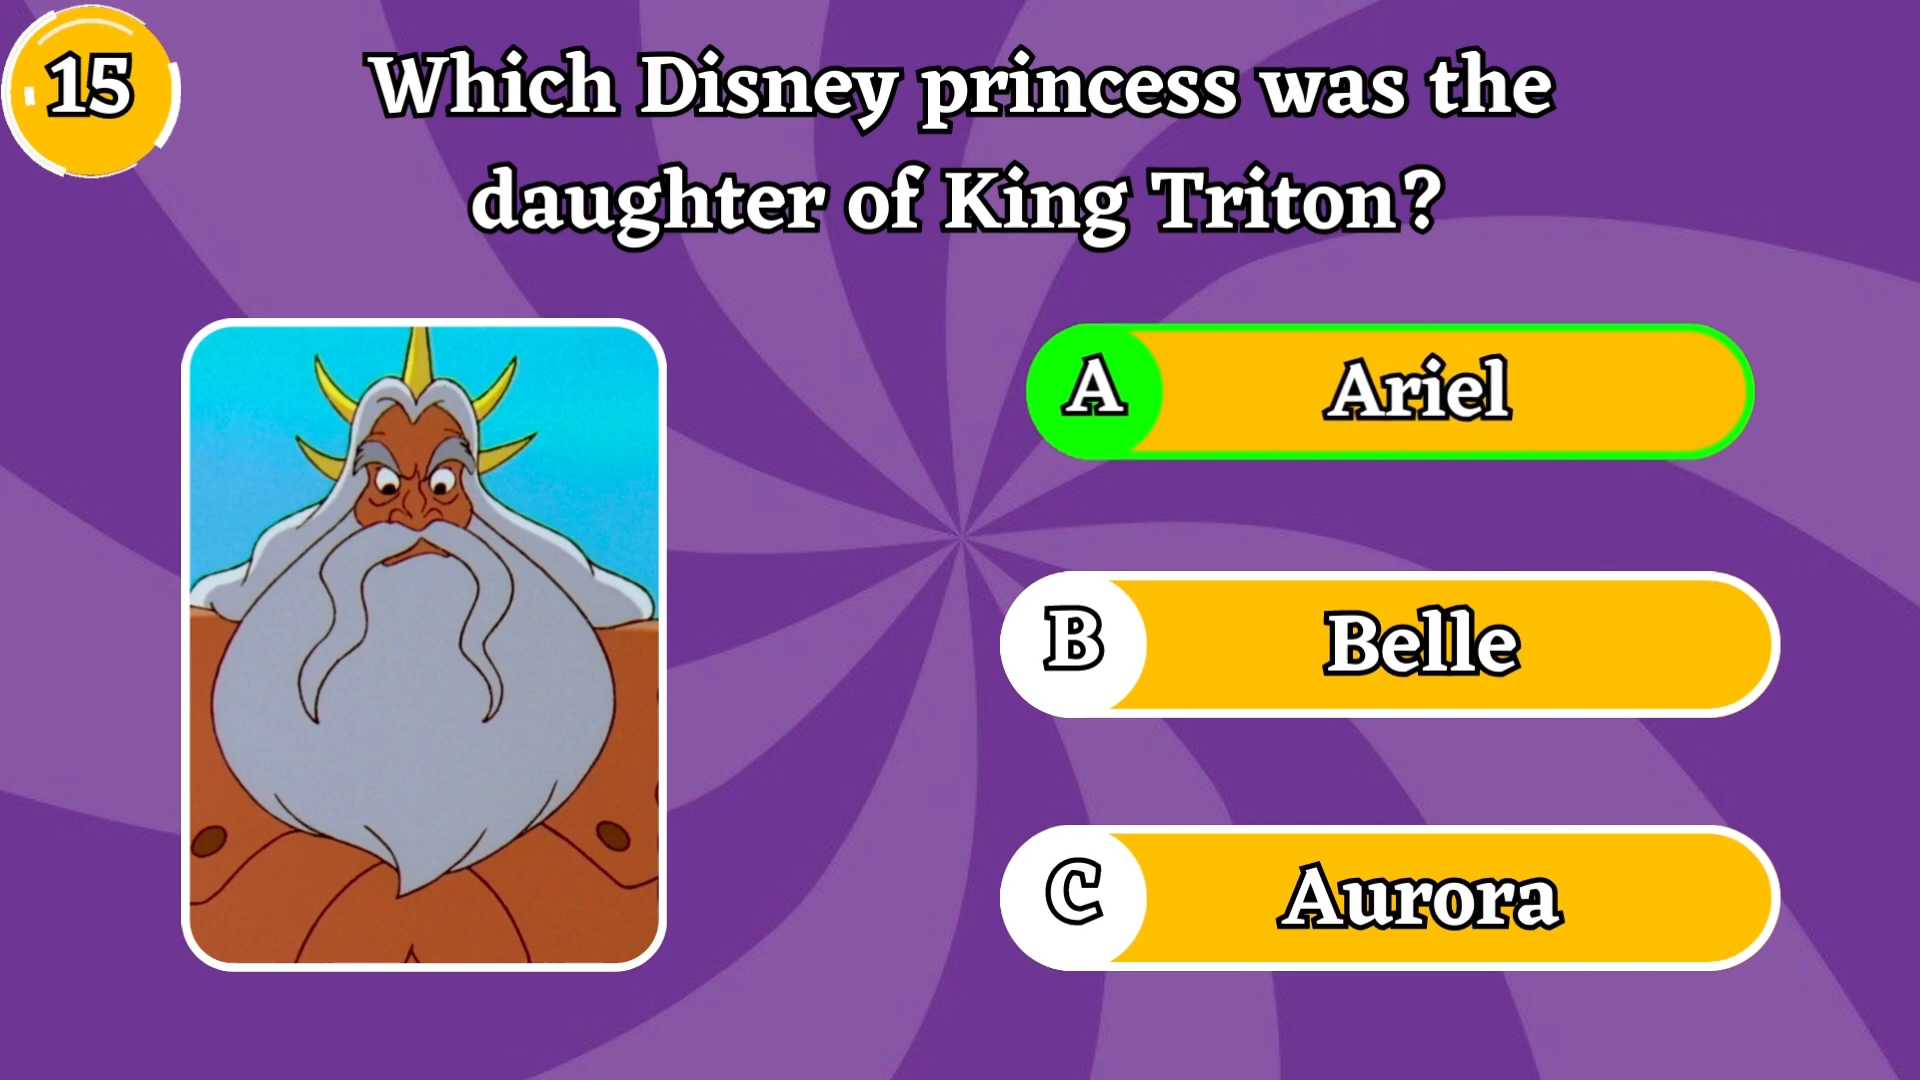 15
Which Disney princess was the
daughter of King Triton?
A Ariel
B Belle
C Aurora